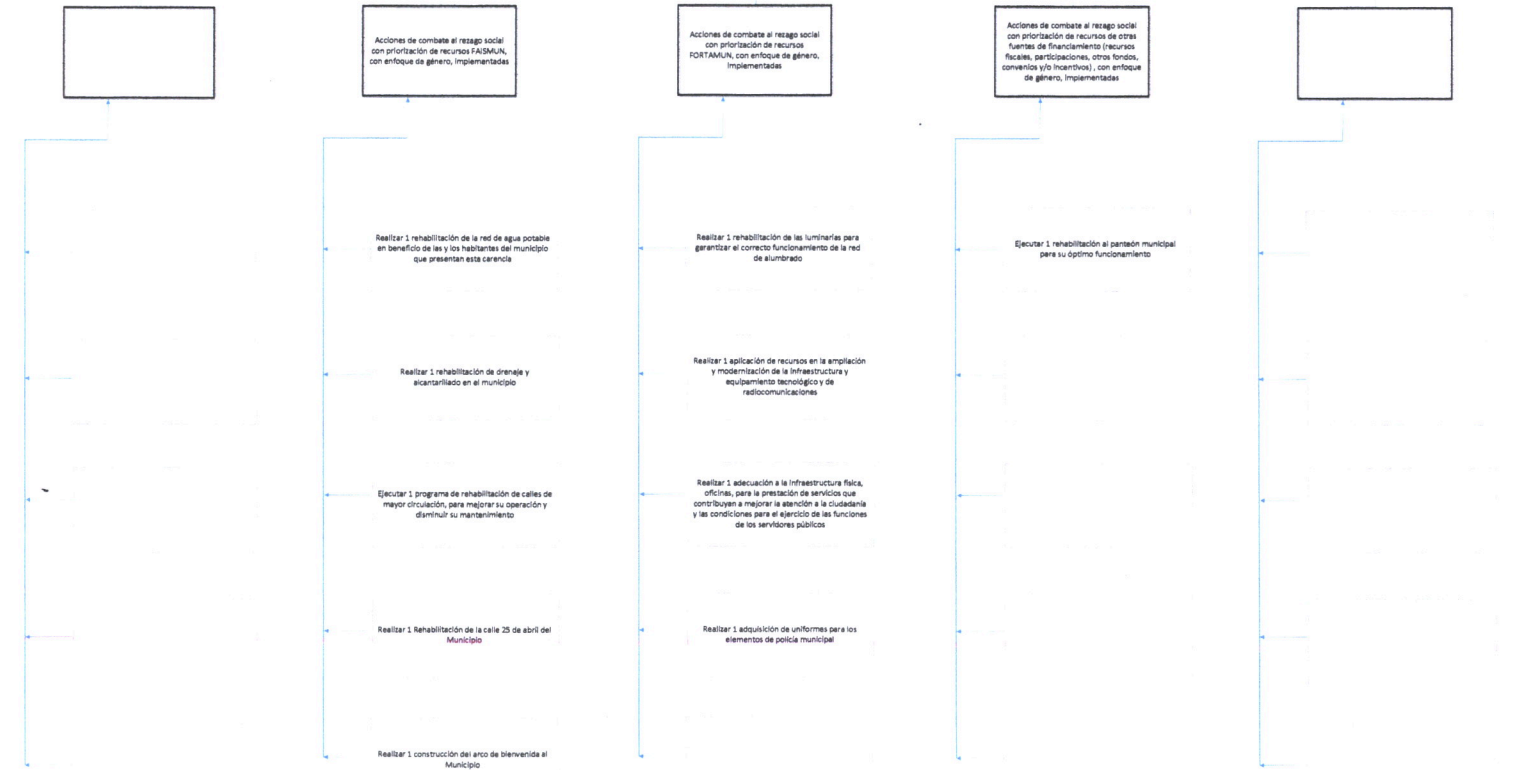 Acciones de combate al rezago social
con priorización de recursos FAISMUN,
con enfoque de género, Implementadas
Acciones de combate al rezago social
con priorización de recursos
FORTAMUN, con enfoque de género,
Implementadas
Acciones de combate al rezago social
con priorización de recursos de otras
fuentes de financiamiento (recursos
fiscales, participaciones, otros fondos,
convenios y/o incentivos) , con enfoque
de género, Implementadas
Realizar 1 rehabilitación de la red de agua potable
en beneficio de las y los habitantes del municipio
que presentan esta carencia
Realizar 1 rehabilitación de las luminarias para
garantizar el correcto funcionamiento de la red
de alumbrado
Ejecutar 1 rehabilitación al panteón municipal
para su óptimo funcionamiento
Realizar 1 rehabilitación de drenaje y
alcantarillado en el municipio
Realizar 1 aplicación de recursos en la ampliación
y modernización de la infraestructura y
equipamiento tecnológico y de
radiocomunicaciones
Ejecutar 1 programa de rehabilitación de calles de
mayor circulación, para mejorar su operación y
disminuir su mantenimiento
Realizar 1 adecuación a la infraestructura física,
oficinas, para la prestación de servicios que
contribuyan a mejorar la atención a la ciudadanía
y las condiciones para el ejercicio de las funciones
de los servidores públicos
Realizar 1 Rehabilitación de la calle 25 de abril del
Municipio
Realizar 1 adquisición de uniformes para los
elementos de policía municipal
Realizar 1 construcción del arco de bienvenida al
Municipio